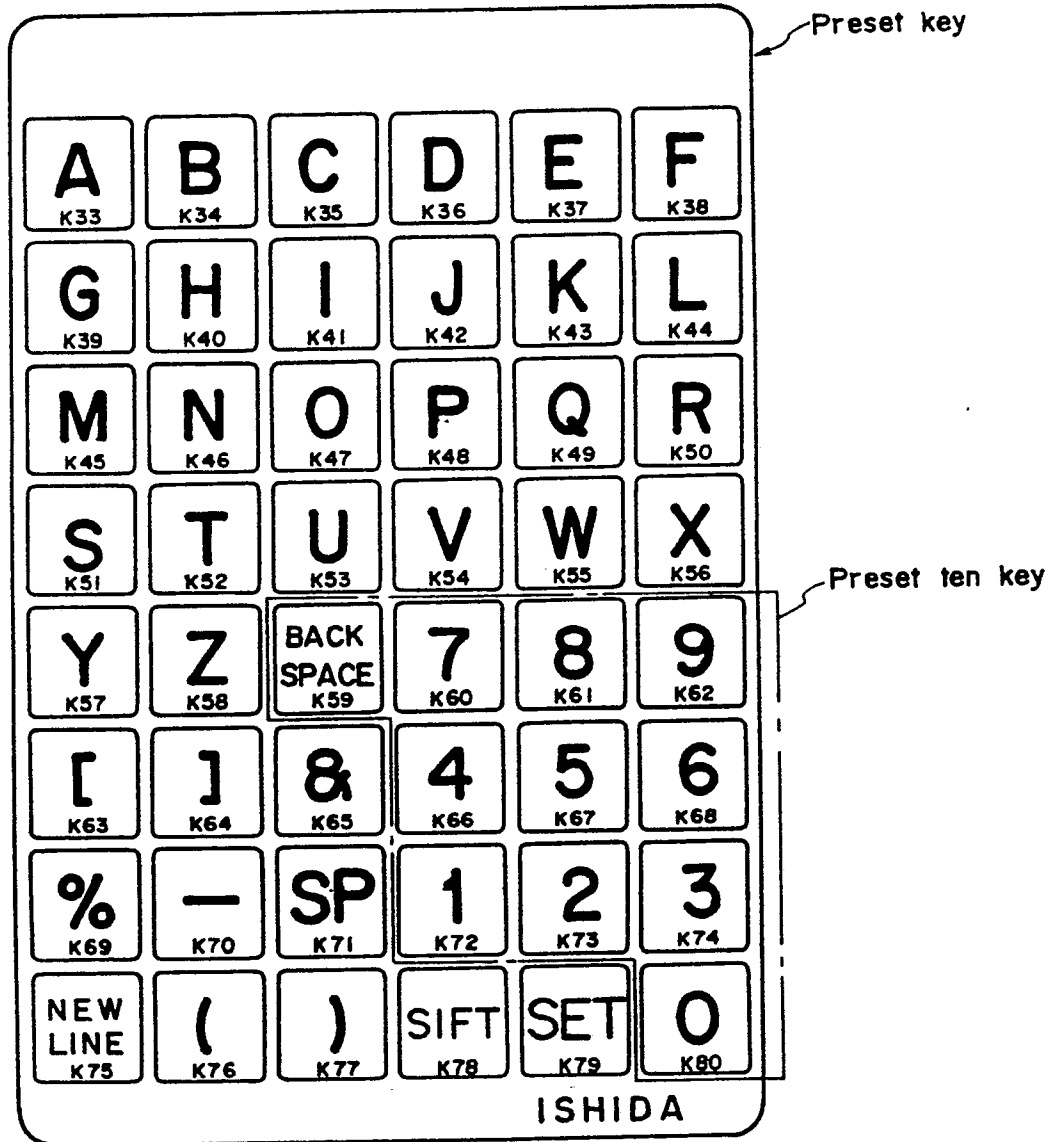 Preset key
A B C D E F
K33 K34 K35 K36 K37 K38
G H I J K L
K39 K40 K41 K42 K43 K44
M N O P Q R
K45 K46 K47 K48 K49 K50
S T U V W X
K51 K52 K53 K54 K55 K56
Preset ten key
Y Z BACK SPACE 7 8 9
K57 K58 K59 K60 K61 K62
[ ] & 4 5 6
K63 K64 K65 K66 K67 K68
% — SP 1 2 3
K69 K70 K71 K72 K73 K74
NEW LINE ( ) SIFT SET 0
K75 K76 K77 K78 K79 K80
ISHIDA